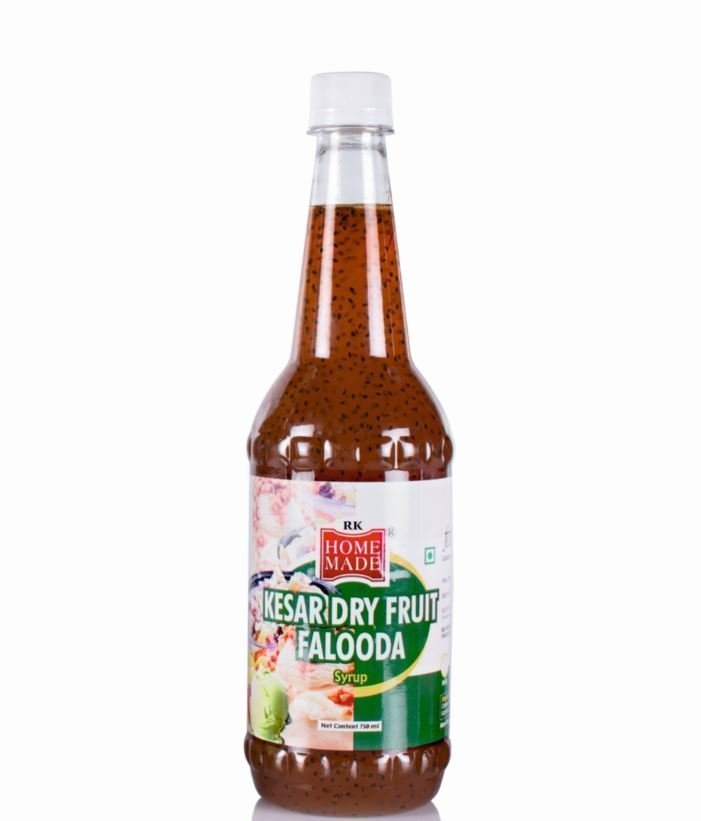 RK
HOME
MADE
®
KESAR DRY FRUIT
FALOODA
Syrup
Net Content 750 ml